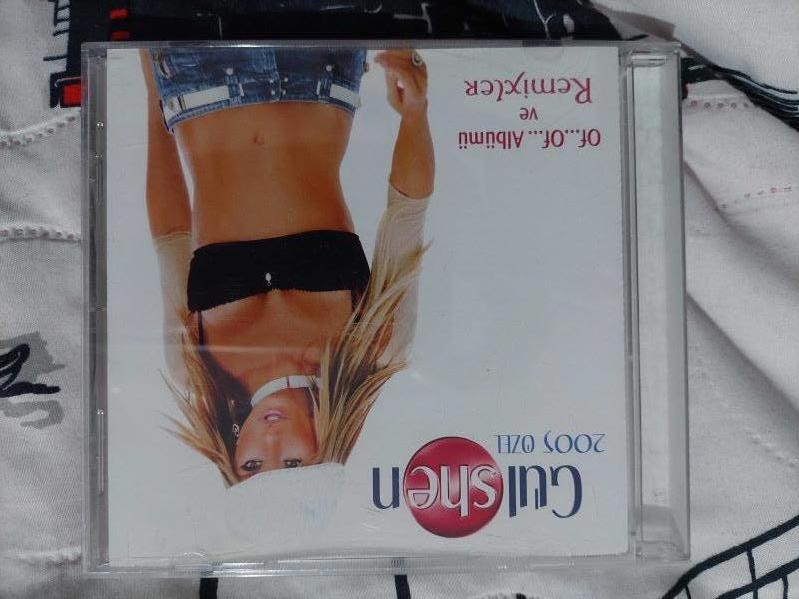 Gülshen
2005 ÖZEL
Of...Of... Albümü
ve
Remixler